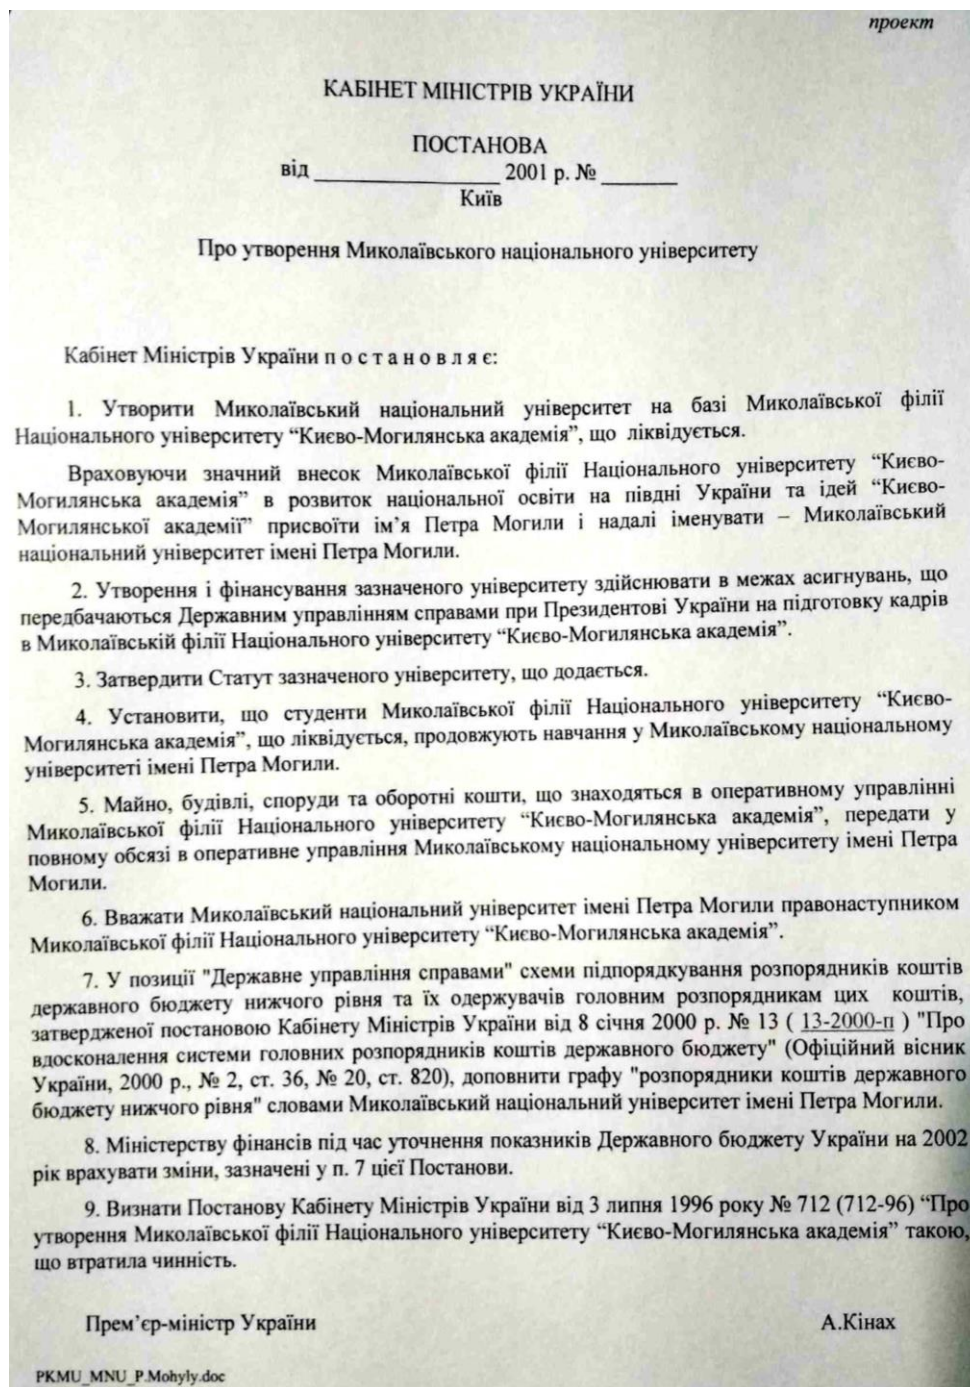 проект
КАБІНЕТ МІНІСТРІВ УКРАЇНИ
ПОСТАНОВА
від _________________ 2001 р. № _______
Київ
Про утворення Миколаївського національного університету
Кабінет Міністрів України п о с т а н о в л я є:
1. Утворити Миколаївський національний університет на базі Миколаївської філії
Національного університету “Києво-Могилянська академія”, що ліквідується.
Враховуючи значний внесок Миколаївської філії Національного університету “Києво-
Могилянська академія” в розвиток національної освіти на півдні України та ідей “Києво-
Могилянської академії” присвоїти ім’я Петра Могили і надалі іменувати – Миколаївський
національний університет імені Петра Могили.
2. Утворення і фінансування зазначеного університету здійснювати в межах асигнувань, що
передбачаються Державним управлінням справами при Президентові України на підготовку кадрів
в Миколаївській філії Національного університету “Києво-Могилянська академія”.
3. Затвердити Статут зазначеного університету, що додається.
4. Установити, що студенти Миколаївської філії Національного університету “Києво-
Могилянська академія”, що ліквідується, продовжують навчання у Миколаївському національному
університеті імені Петра Могили.
5. Майно, будівлі, споруди та оборотні кошти, що знаходяться в оперативному управлінні
Миколаївської філії Національного університету “Києво-Могилянська академія”, передати у
повному обсязі в оперативне управління Миколаївському національному університету імені Петра
Могили.
6. Вважати Миколаївський національний університет імені Петра Могили правонаступником
Миколаївської філії Національного університету “Києво-Могилянська академія”.
7. У позиції "Державне управління справами" схеми підпорядкування розпорядників коштів
державного бюджету нижчого рівня та їх одержувачів головним розпорядникам цих коштів,
затвердженої постановою Кабінету Міністрів України від 8 січня 2000 р. № 13 ( 13-2000-п ) "Про
вдосконалення системи головних розпорядників коштів державного бюджету" (Офіційний вісник
України, 2000 р., № 2, ст. 36, № 20, ст. 820), доповнити графу "розпорядники коштів державного
бюджету нижчого рівня" словами Миколаївський національний університет імені Петра Могили.
8. Міністерству фінансів під час уточнення показників Державного бюджету України на 2002
рік врахувати зміни, зазначені у п. 7 цієї Постанови.
9. Визнати Постанову Кабінету Міністрів України від 3 липня 1996 року № 712 (712-96) “Про
утворення Миколаївської філії Національного університету “Києво-Могилянська академія” такою,
що втратила чинність.
Прем’єр-міністр України А.Кінах
PKMU_MNU_P.Mohyly.doc